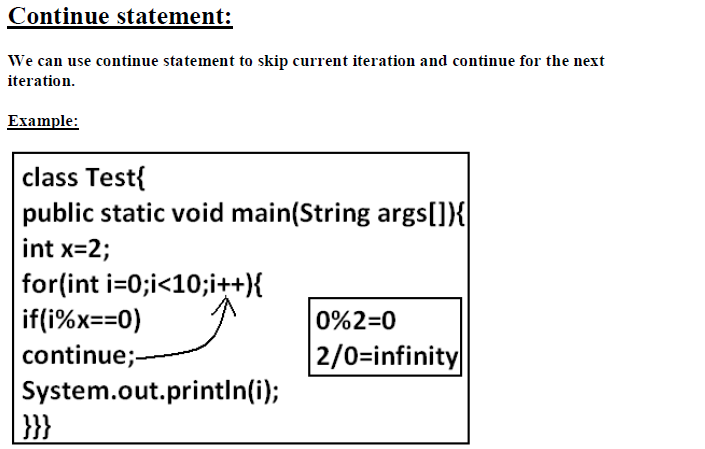 Continue statement:
We can use continue statement to skip current iteration and continue for the next
iteration.
Example:
class Test{
public static void main(String args[]){
int x=2;
for(int i=0;i<10;i++){
if(i%x==0)
continue;
System.out.println(i);
}}}
0%2=0
2/0=infinity